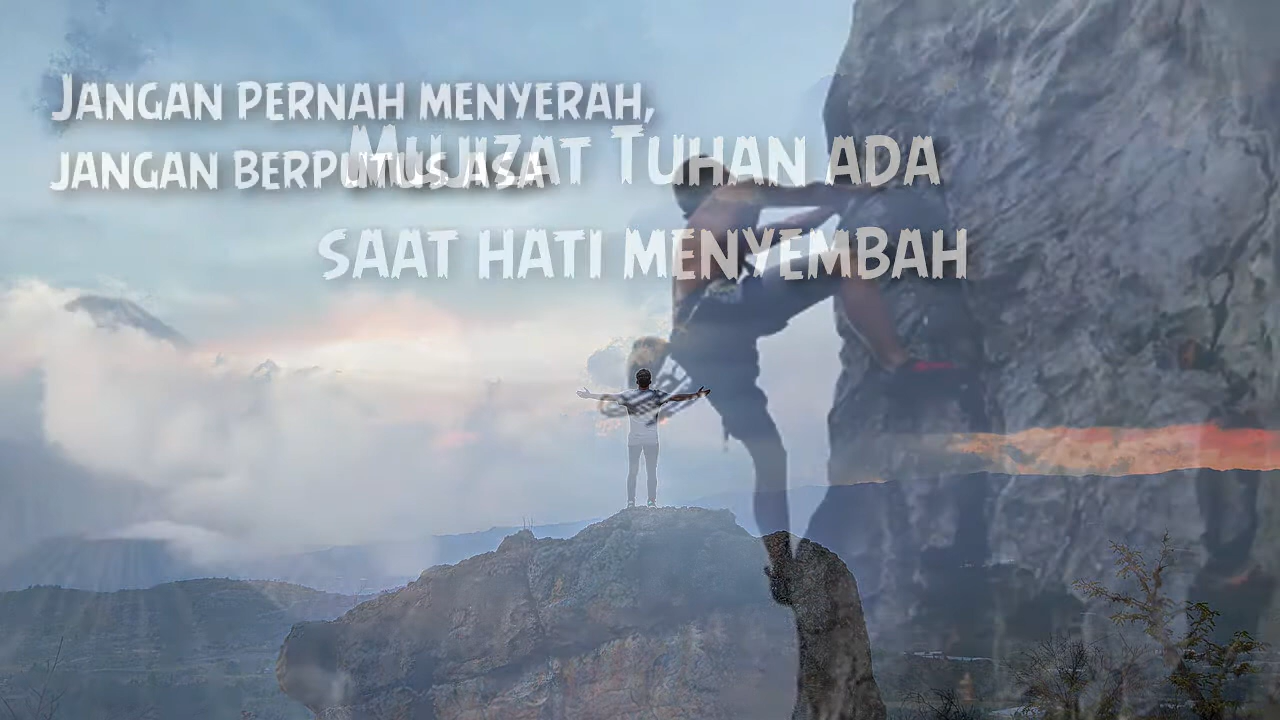 Jangan pernah menyerah,
jangan berputus asa
Mujizat Tuhan ada
saat hati menyembah